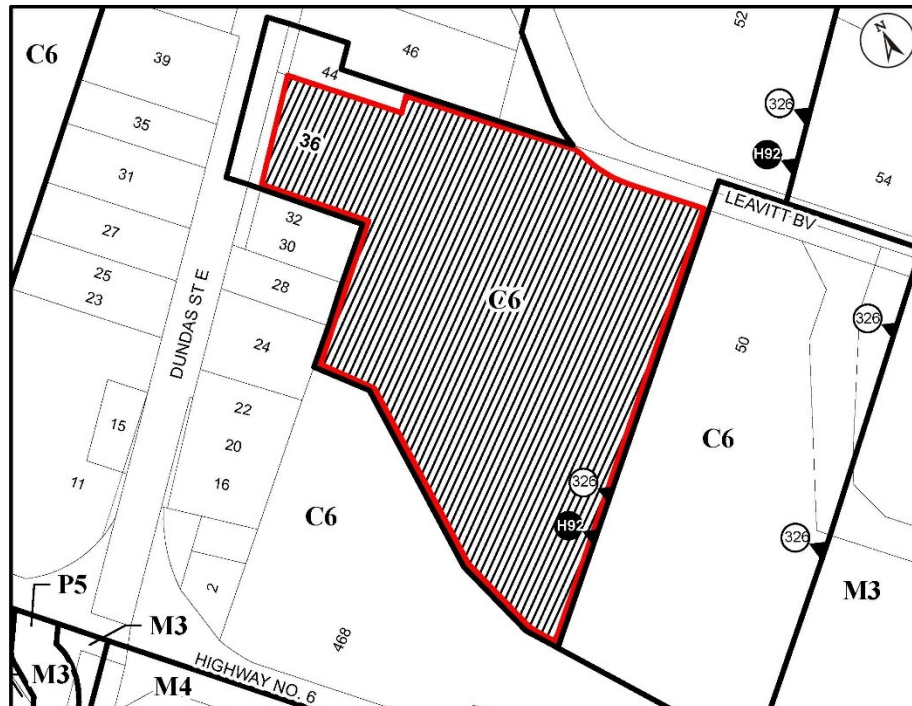 C6
39
46
52
N
44
35
326
36
H92
31
54
LEAVITT BV
32
30
27
28
25
23
C6
326
DUNDAS ST E
24
50
22
15
20
C6
16
11
326
C6
H92
326
P5
2
M3
M3
468
M3
M4
HIGHWAY NO. 6